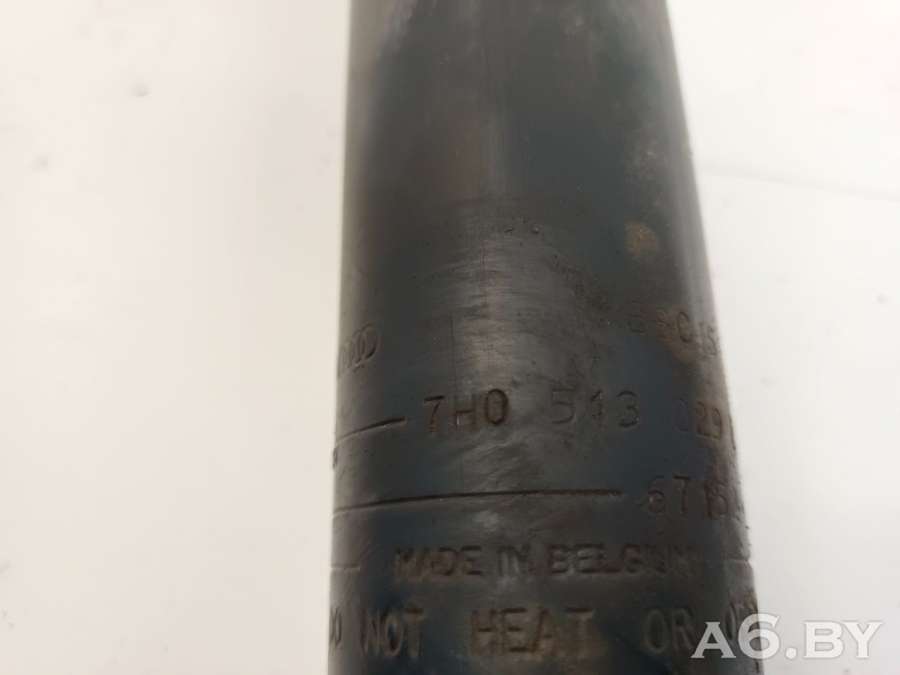 7H0 513 029
MADE IN BELGIUM
NOT HEAT OR
A6.BY